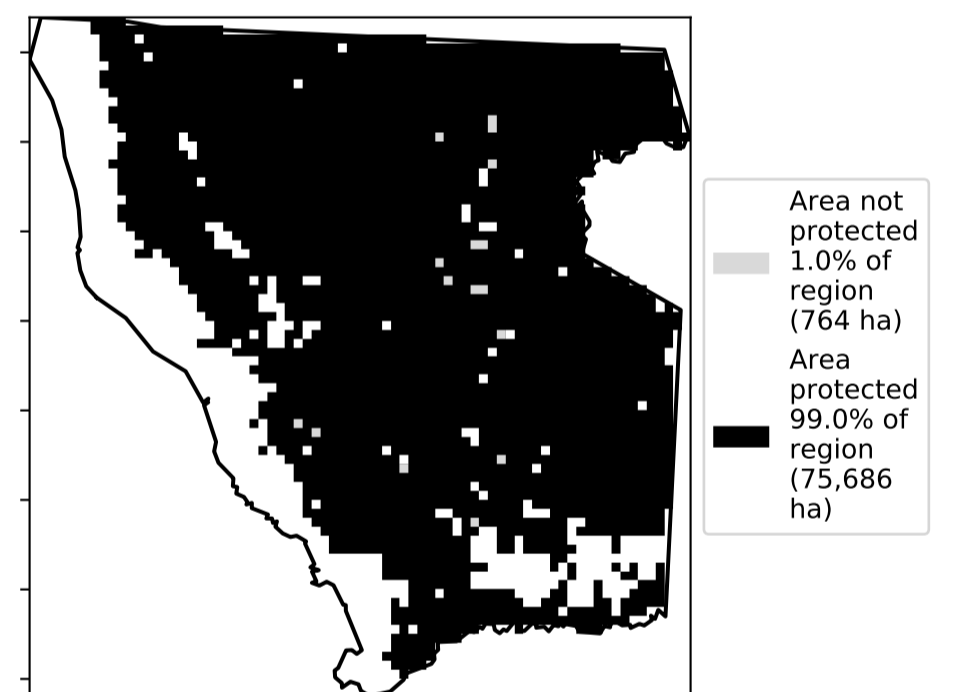 Area not
protected
1.0% of
region
(764 ha)
Area
protected
99.0% of
region
(75,686
ha)